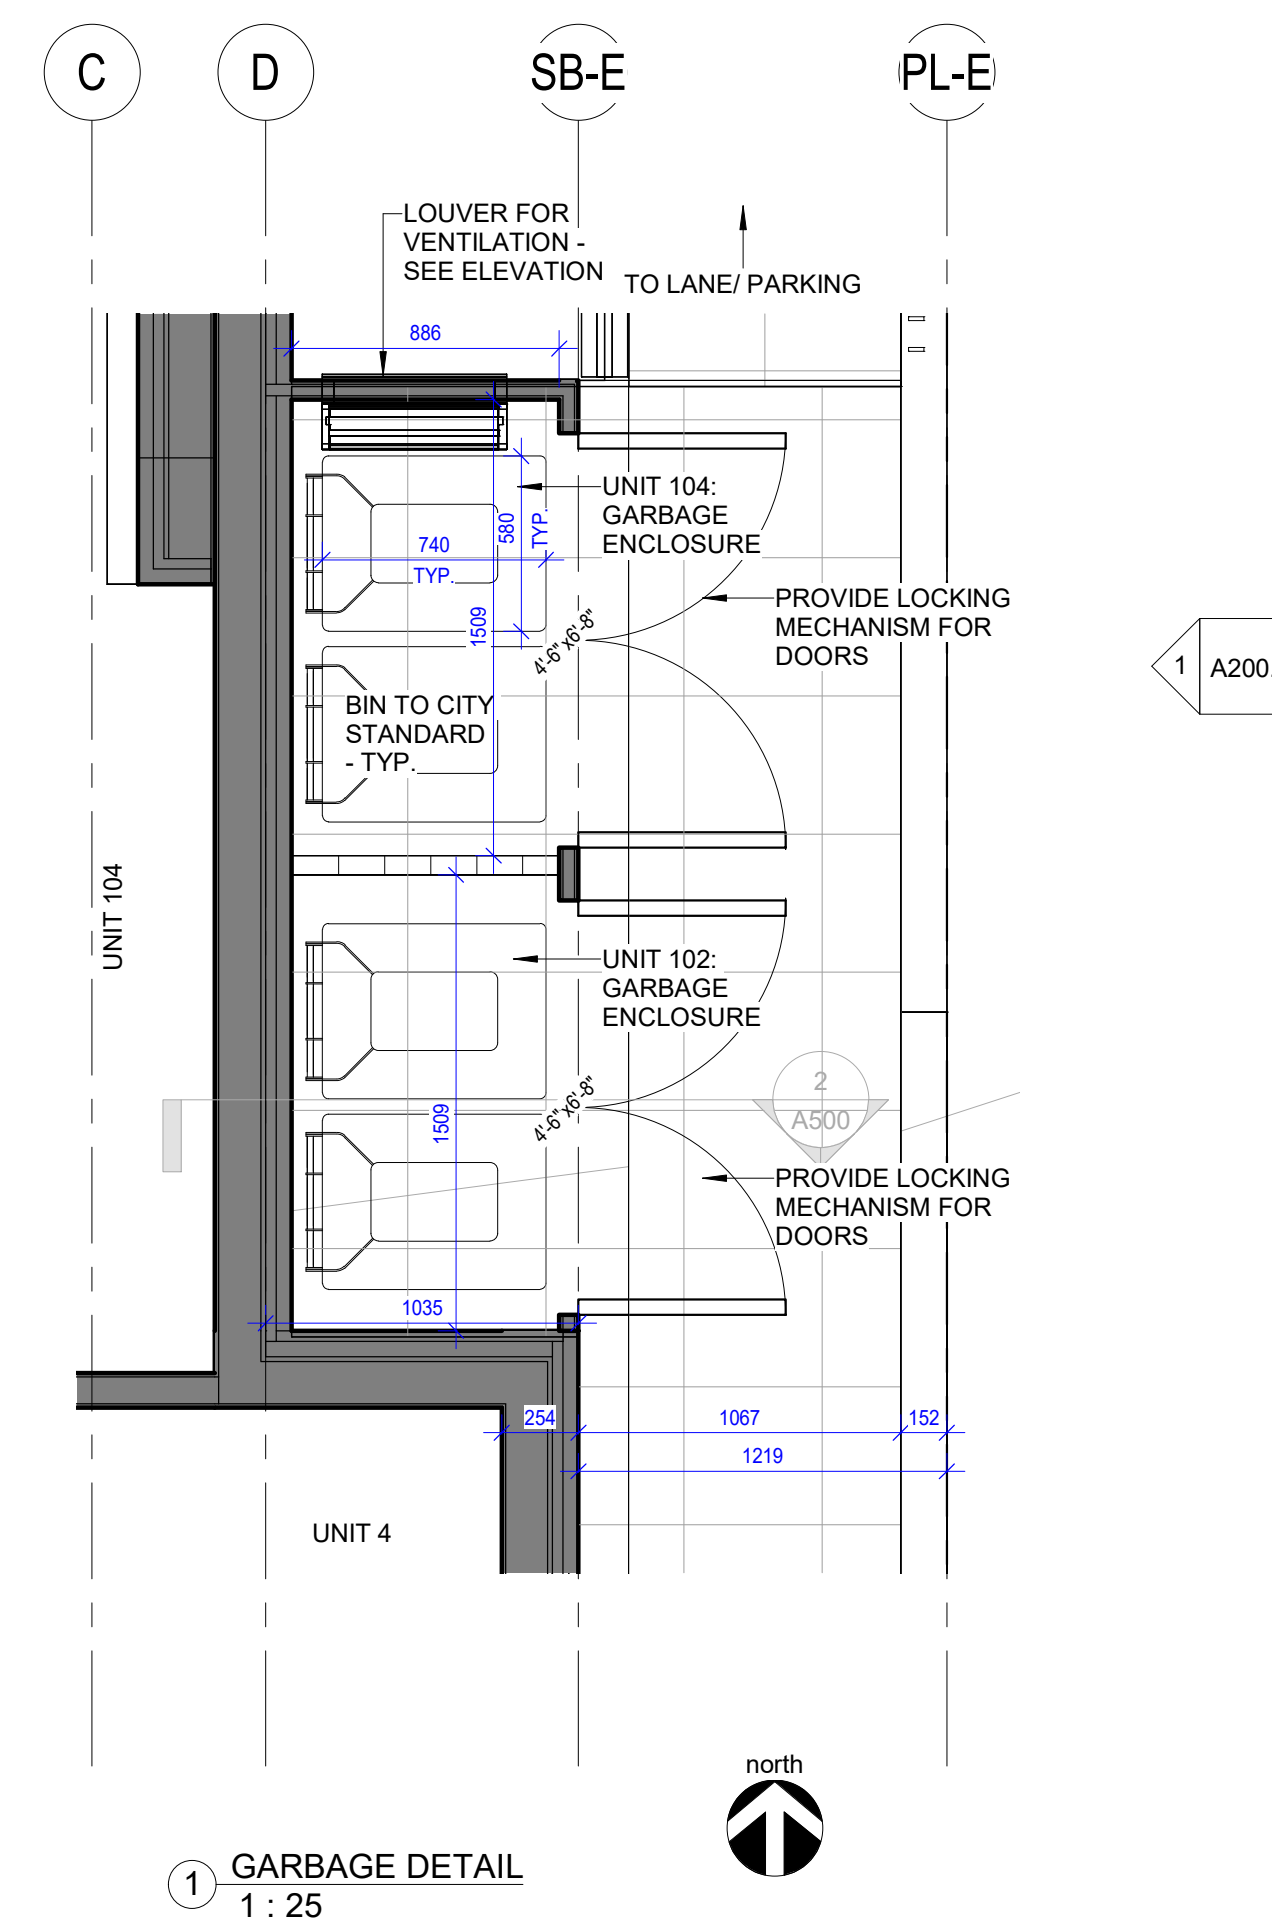 C
D
SB-E
PL-E
LOUVER FOR
VENTILATION -
SEE ELEVATION
TO LANE/ PARKING
886
UNIT 104:
GARBAGE
ENCLOSURE
580
TYP.
740
TYP.
1509
4'-6"x6'-8"
PROVIDE LOCKING
MECHANISM FOR
DOORS
1
A200.
BIN TO CITY
STANDARD
- TYP.
UNIT 104
UNIT 102:
GARBAGE
ENCLOSURE
2
A500
1509
4'-6"x6'-8"
PROVIDE LOCKING
MECHANISM FOR
DOORS
1035
254
1067
152
1219
UNIT 4
north
1
GARBAGE DETAIL
1 : 25